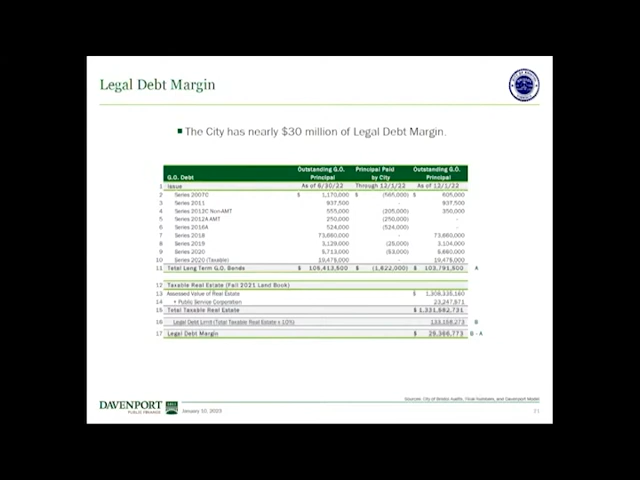 Legal Debt Margin
The City has nearly $30 million of Legal Debt Margin.
Outstanding G.O. Principal Paid Outstanding G.O.
G.O. Debt Principal by City Principal
1 Issue As of 6/30/22 Through 12/1/22 As of 12/1/22
2 Series 2007C $ 1,170,000 $ (565,000) $ 605,000
3 Series 2011 937,500 - 937,500
4 Series 2012C Non-AMT 555,000 (205,000) 350,000
5 Series 2012A AMT 250,000 (250,000) -
6 Series 2016A 524,000 (524,000) -
7 Series 2018 73,660,000 - 73,660,000
8 Series 2019 3,129,000 (25,000) 3,104,000
9 Series 2020 5,713,000 (53,000) 5,660,000
10 Series 2020 (Taxable) 19,475,000 - 19,475,000
11 Total Long Term G.O. Bonds $ 105,413,500 $ (1,622,000) $ 103,791,500 A
12 Taxable Real Estate (Fall 2021 Land Book)
13 Assessed Value of Real Estate $ 1,308,335,160
14 + Public Service Corporation 23,247,571
15 Total Taxable Real Estate $ 1,331,582,731
16 Legal Debt Limit (Total Taxable Real Estate x 10%) 133,158,273 B
17 Legal Debt Margin $ 29,366,773 B - A
Sources: City of Bristol Audits, and Davenport Model
DAVENPORT
PUBLIC FINANCE
January 10, 2023